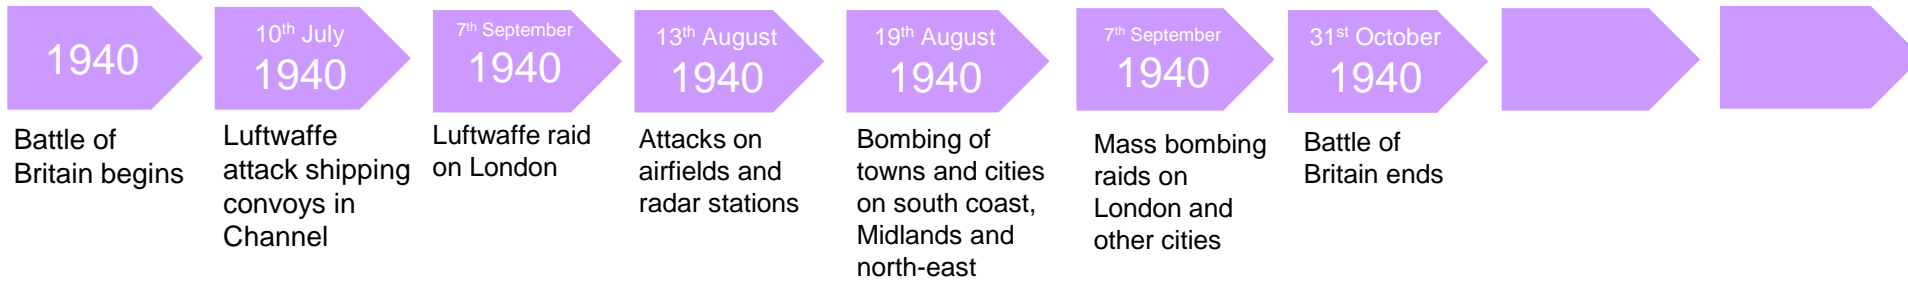 1940
Battle of
Britain begins
10th July
1940
Luftwaffe
attack shipping
convoys in
Channel
7th September
1940
Luftwaffe raid
on London
13th August
1940
Attacks on
airfields and
radar stations
19th August
1940
Bombing of
towns and cities
on south coast,
Midlands and
north-east
7th September
1940
Mass bombing
raids on
London and
other cities
31st October
1940
Battle of
Britain ends